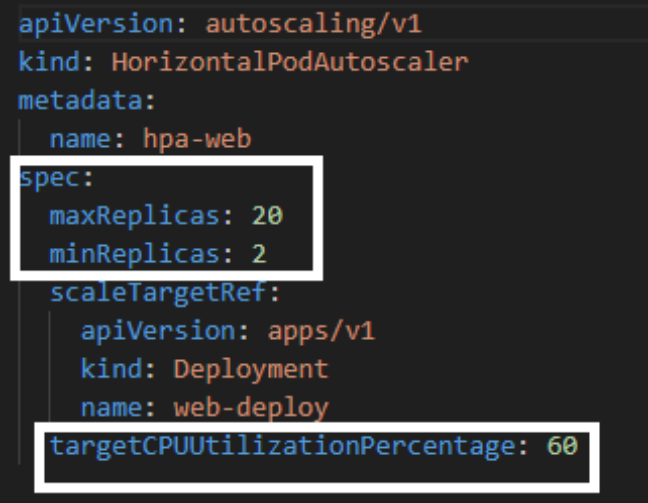 apiVersion: autoscaling/v1
kind: HorizontalPodAutoscaler
metadata:
  name: hpa-web
spec:
  maxReplicas: 20
  minReplicas: 2
  scaleTargetRef:
    apiVersion: apps/v1
    kind: Deployment
    name: web-deploy
  targetCPUUtilizationPercentage: 60